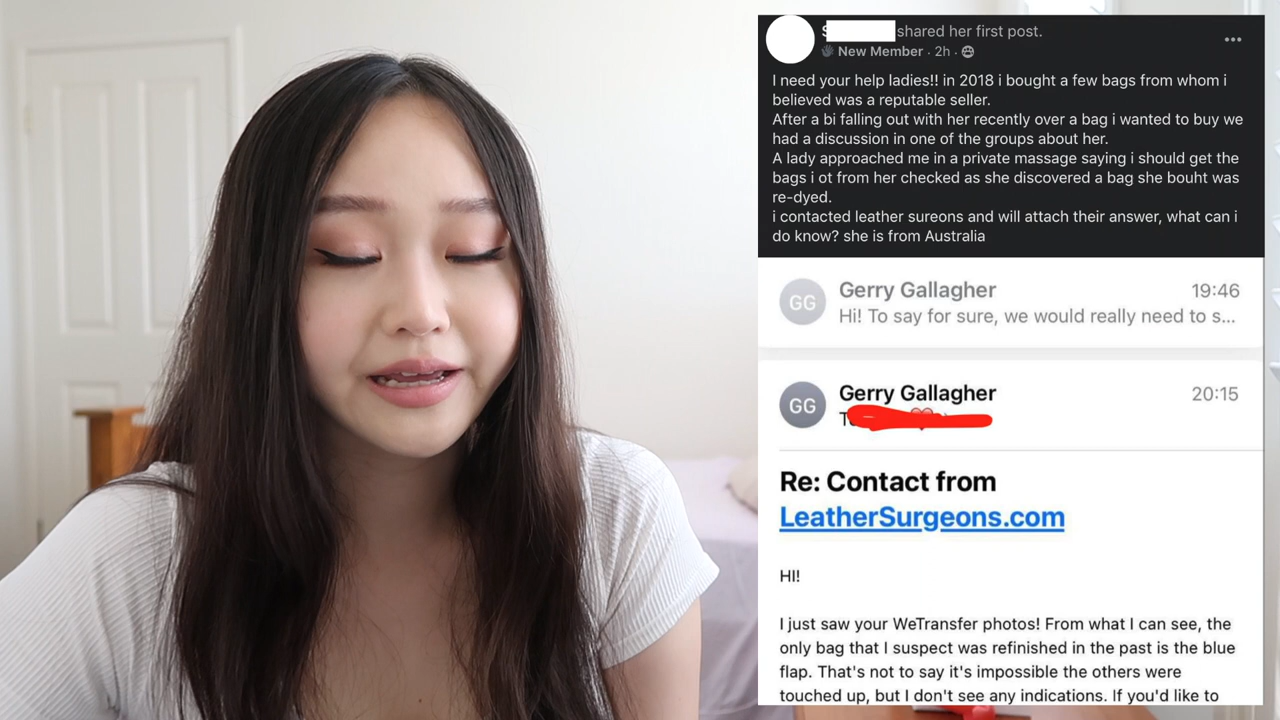 shared her first post.
New Member · 2h ·
I need your help ladies!! in 2018 i bought a few bags from whom i
believed was a reputable seller.
After a bi falling out with her recently over a bag i wanted to buy we
had a discussion in one of the groups about her.
A lady approached me in a private massage saying i should get the
bags i ot from her checked as she discovered a bag she bouht was
re-dyed.
i contacted leather sureons and will attach their answer, what can i
do know? she is from Australia
GG
Gerry Gallagher
19:46
Hi! To say for sure, we would really need to s...
GG
Gerry Gallagher
20:15
Re: Contact from
LeatherSurgeons.com
HI!
I just saw your WeTransfer photos! From what I can see, the
only bag that I suspect was refinished in the past is the blue
flap. That's not to say it's impossible the others were
touched up, but I don't see any indications. If you'd like to